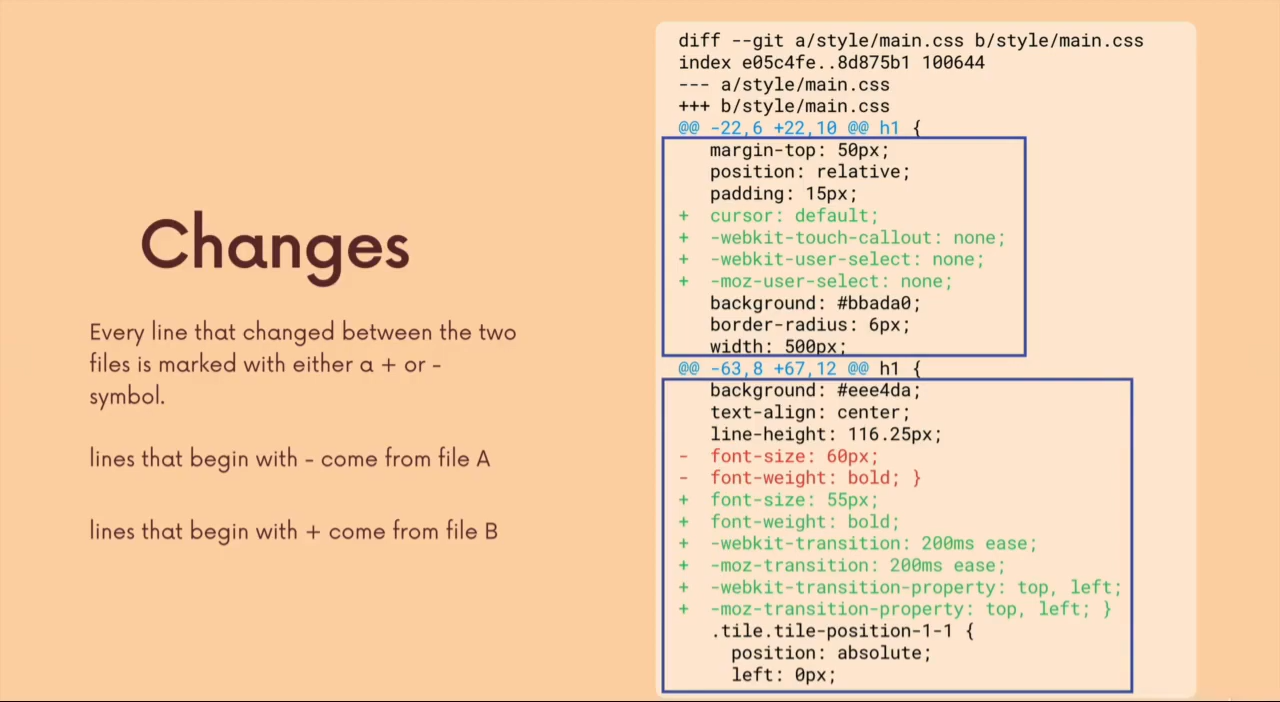 Changes
Every line that changed between the two
files is marked with either a + or -
symbol.
lines that begin with - come from file A
lines that begin with + come from file B
diff --git a/style/main.css b/style/main.css
index e05c4fe..8d875b1 100644
--- a/style/main.css
+++ b/style/main.css
@@ -22,6 +22,10 @@ h1 {
   margin-top: 50px;
   position: relative;
   padding: 15px;
+  cursor: default;
+  -webkit-touch-callout: none;
+  -webkit-user-select: none;
+  -moz-user-select: none;
   background: #bbada0;
   border-radius: 6px;
   width: 500px;
@@ -63,8 +67,12 @@ h1 {
   background: #eee4da;
   text-align: center;
   line-height: 116.25px;
-  font-size: 60px;
-  font-weight: bold; }
+  font-size: 55px;
+  font-weight: bold;
+  -webkit-transition: 200ms ease;
+  -moz-transition: 200ms ease;
+  -webkit-transition-property: top, left;
+  -moz-transition-property: top, left; }
   .tile.tile-position-1-1 {
     position: absolute;
     left: 0px;